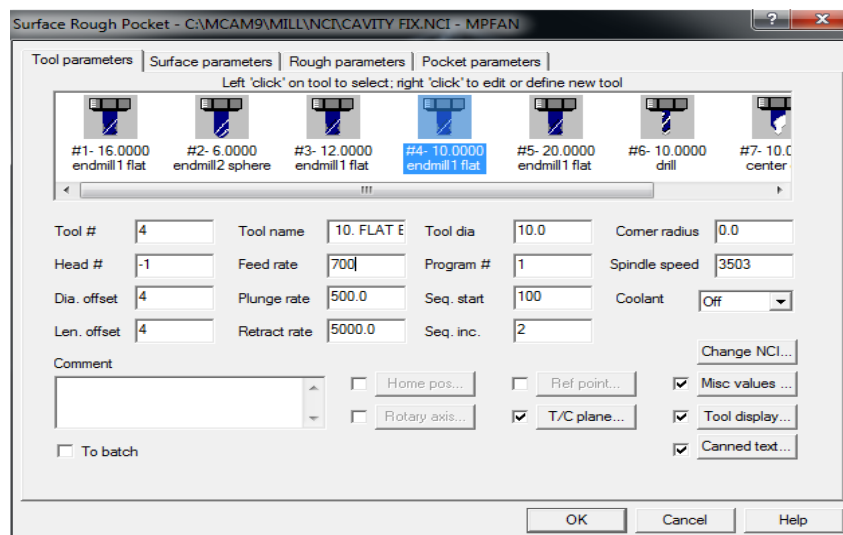 Surface Rough Pocket - C:\MCAM9\MILL\NCI\CAVITY FIX.NCI - MPFAN
Tool parameters Surface parameters Rough parameters Pocket parameters
Left 'click' on tool to select; right 'click' to edit or define new tool
#1- 16.0000 #2- 6.0000 #3- 12.0000 #4- 10.0000 #5- 20.0000 #6- 10.0000 #7- 10.0
endmill1 flat endmill2 sphere endmill1 flat endmill1 flat endmill1 flat drill center
Tool # 4 Tool name 10. FLAT E Tool dia 10.0 Corner radius 0.0
Head # -1 Feed rate 700 Program # 1 Spindle speed 3503
Dia. offset 4 Plunge rate 500.0 Seq. start 100 Coolant Off
Len. offset 4 Retract rate 5000.0 Seq. inc. 2
Change NCI...
Comment
Home pos... Ref point... Misc values ...
Rotary axis... T/C plane... Tool display...
To batch Canned text...
OK Cancel Help